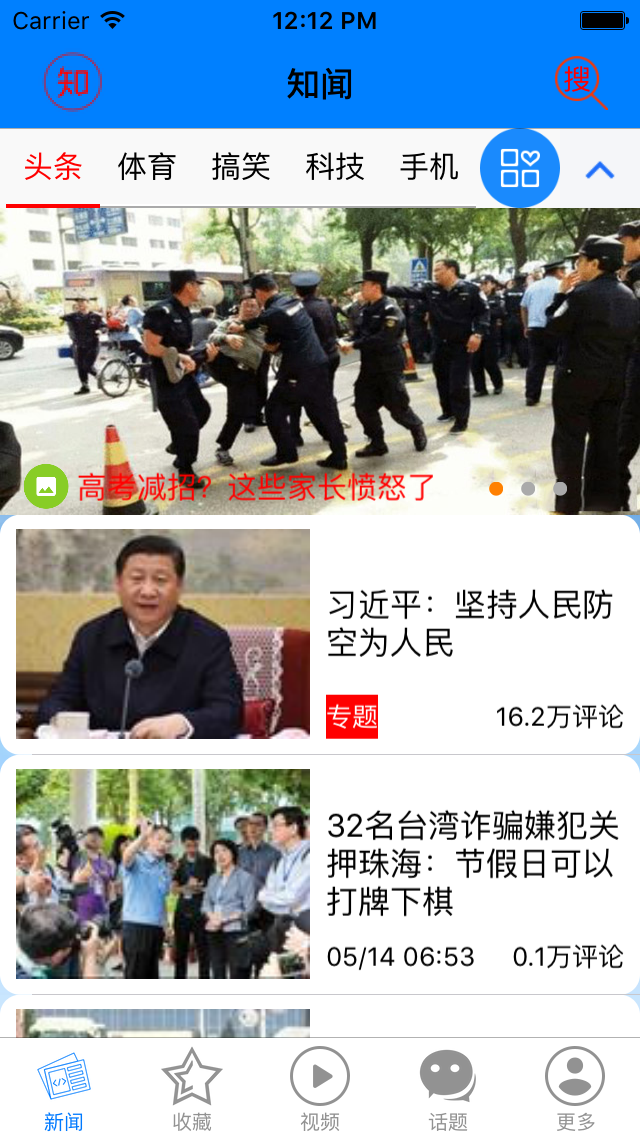 Carrier 12:12 PM
知 知闻 搜
头条 体育 搞笑 科技 手机
高考减招？这些家长愤怒了
习近平：坚持人民防
空为人民
专题 16.2万评论
32名台湾诈骗嫌犯关
押珠海：节假日可以
打牌下棋
05/14 06:53 0.1万评论
新闻 收藏 视频 话题 更多